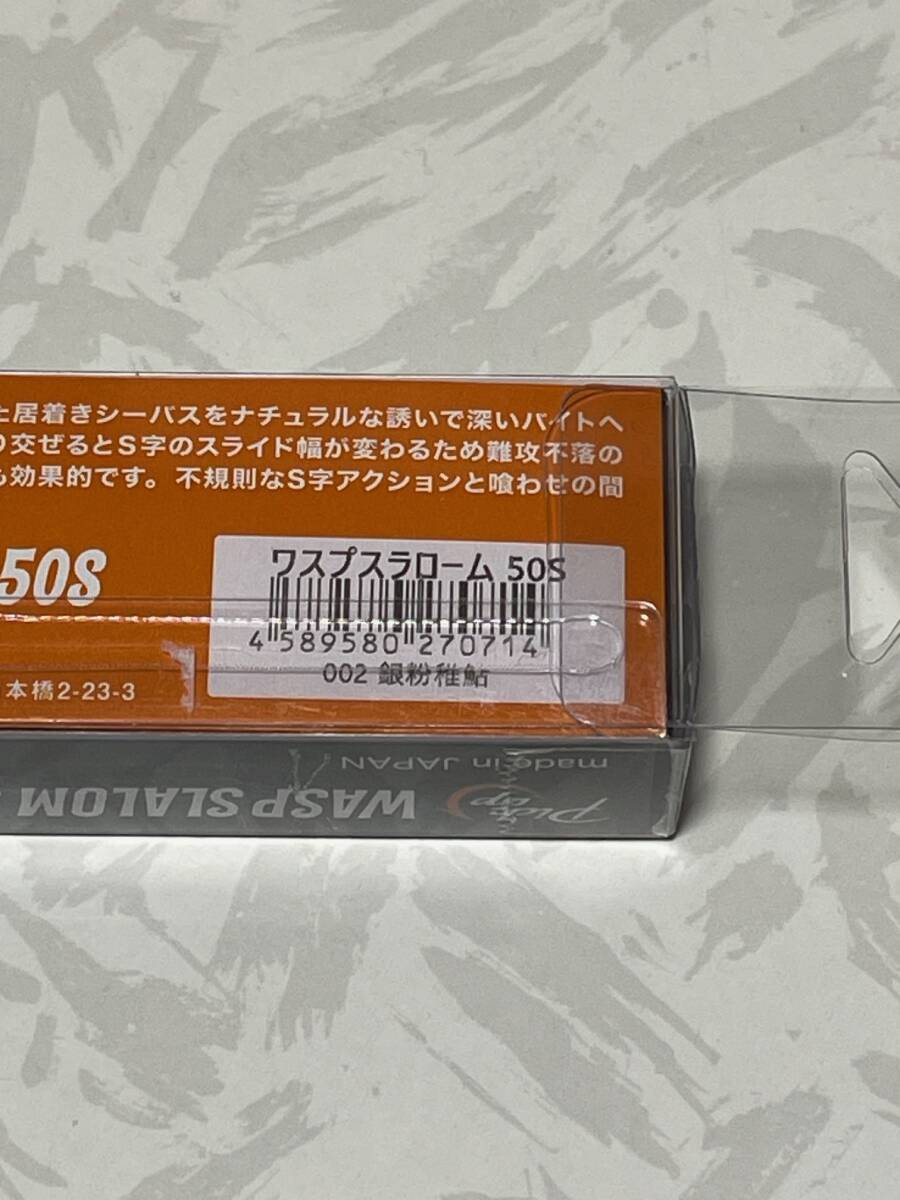 居着きシーバスをナチュラルな誘いで深いバイトへ
交ぜるとS字のスライド幅が変わるため難攻不落の
効果的です。不規則なS字アクションと喰わせの間
50S
ワスプスラローム 50S
4 589580 270714
002 銀粉稚鮎
本橋2-23-3
made in JAPAN
Pick up WASP SLALOM